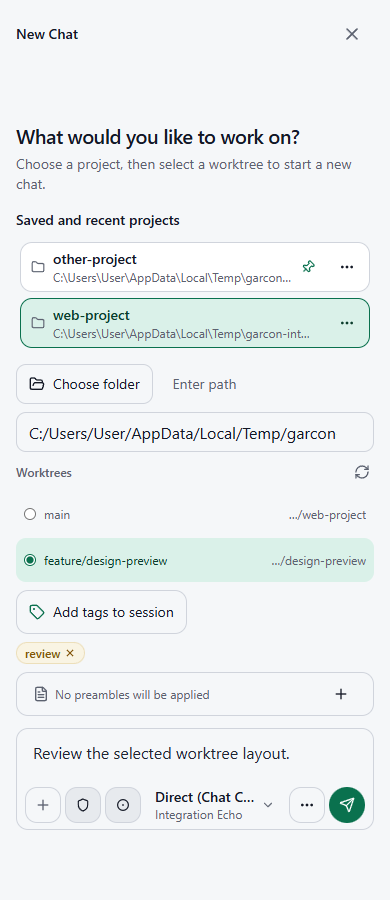 New Chat
What would you like to work on?
Choose a project, then select a worktree to start a new
chat.
Saved and recent projects
other-project
C:\Users\User\AppData\Local\Temp\garcon...
web-project
C:\Users\User\AppData\Local\Temp\garcon-int...
Choose folder Enter path
C:/Users/User/AppData/Local/Temp/garcon
Worktrees
main .../web-project
feature/design-preview .../design-preview
Add tags to session
review
No preambles will be applied
Review the selected worktree layout.
Direct (Chat C...
Integration Echo